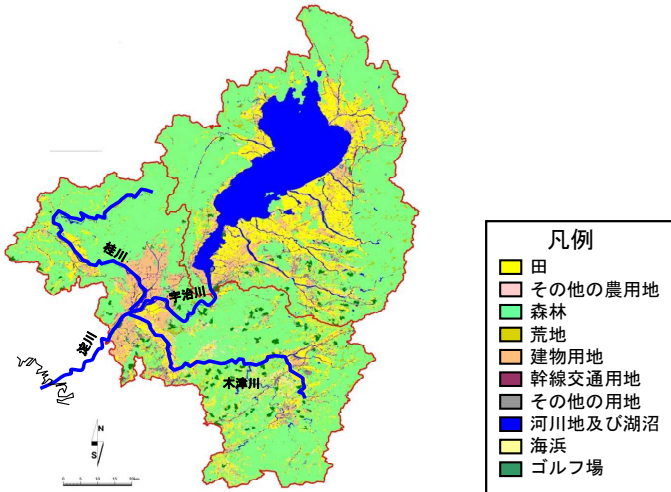 桂川
宇治川
淀川
木津川
N
S
凡例
田
その他の農用地
森林
荒地
建物用地
幹線交通用地
その他の用地
河川地及び湖沼
海浜
ゴルフ場